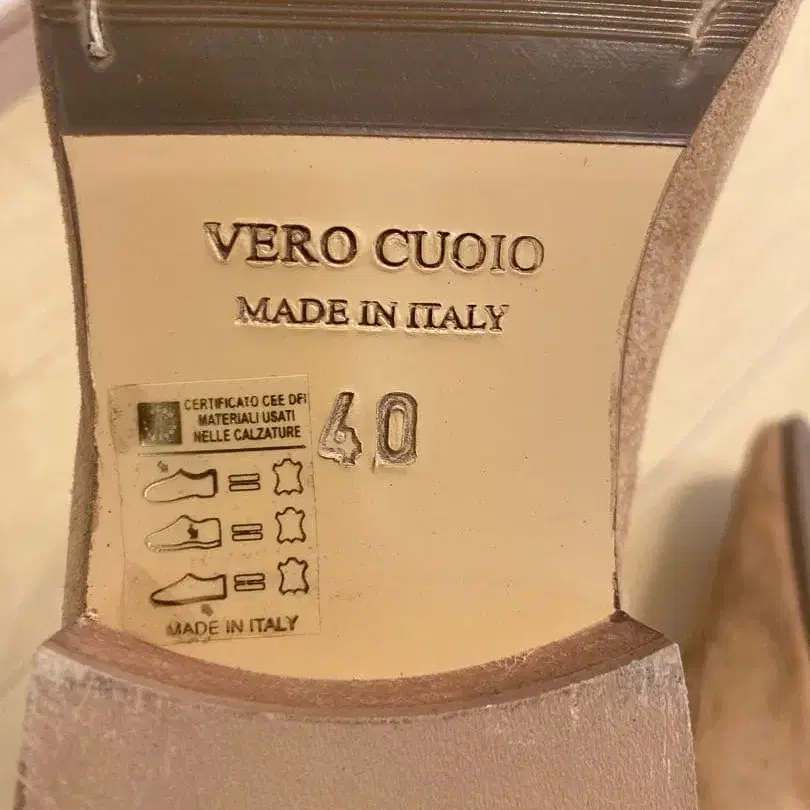 VERO CUOIO
MADE IN ITALY
40
CERTIFICATO CEE DEI
MATERIALI USATI
NELLE CALZATURE
MADE IN ITALY